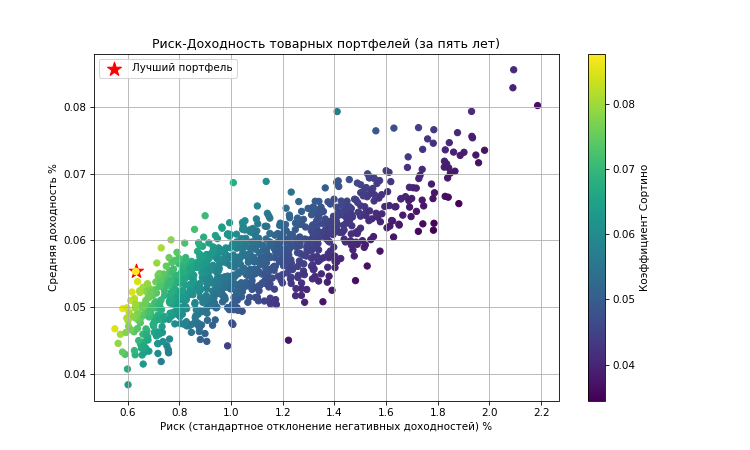 Риск-Доходность товарных портфелей (за пять лет)
Лучший портфель
Средняя доходность %
0.08
0.07
0.06
0.05
0.04
0.6 0.8 1.0 1.2 1.4 1.6 1.8 2.0 2.2
Риск (стандартное отклонение негативных доходностей) %
0.08
0.07
0.06
0.05
0.04
Коэффициент Сортино